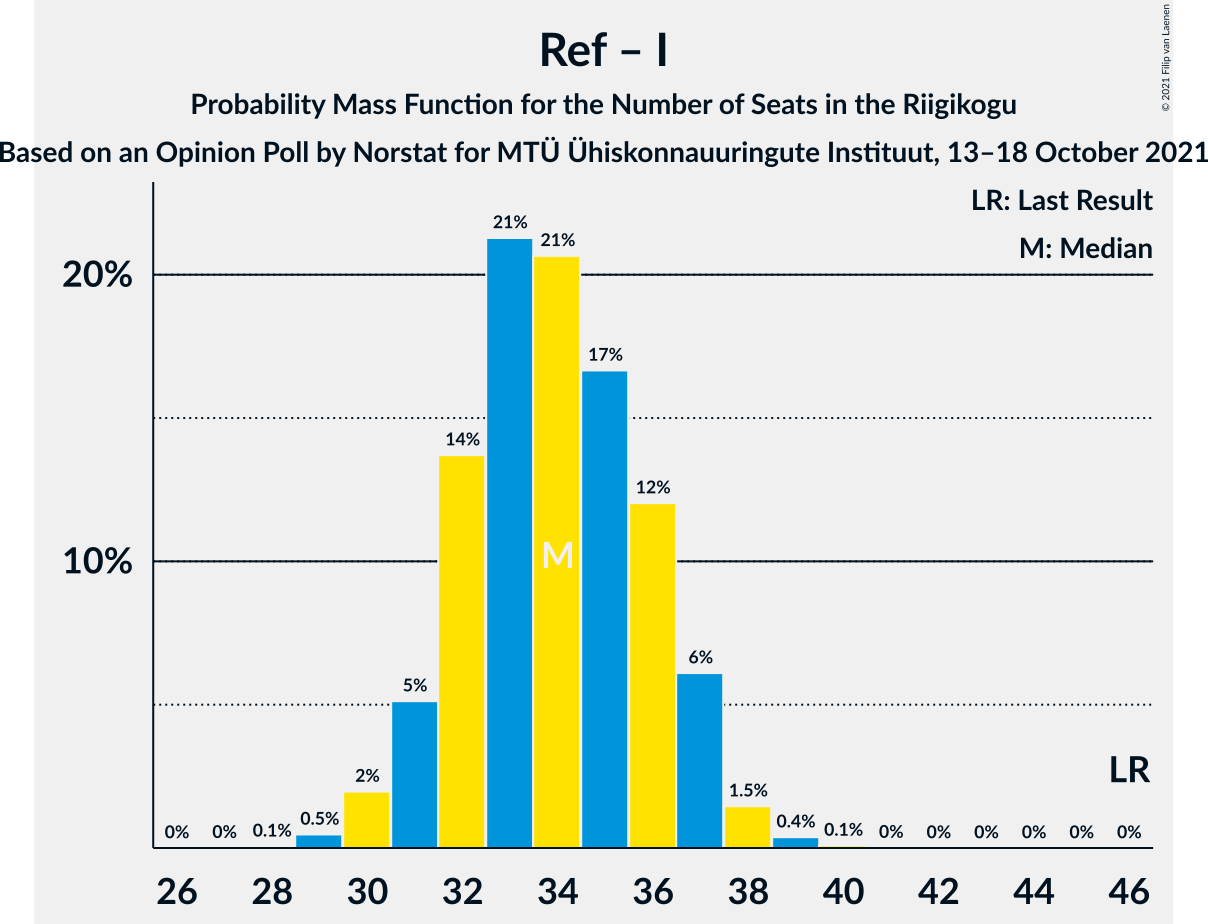 Ref – I
Probability Mass Function for the Number of Seats in the Riigikogu
Based on an Opinion Poll by Norstat for MTÜ Ühiskonnauuringute Instituut, 13–18 October 2021
© 2021 Filip van Laenen
LR: Last Result
M: Median
20%
10%
0% 0% 0.1% 0.5% 2% 5% 14% 21% 21% 17% 12% 6% 1.5% 0.4% 0.1% 0% 0% 0% 0% 0% 0%
M
LR
26 28 30 32 34 36 38 40 42 44 46